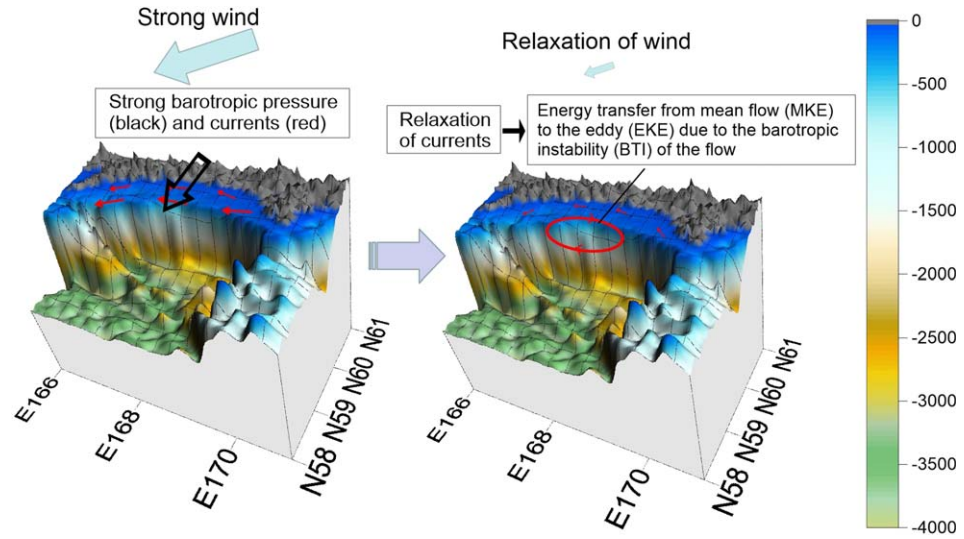 Strong wind
Strong barotropic pressure
(black) and currents (red)
Relaxation of wind
Relaxation
of currents
Energy transfer from mean flow (MKE)
to the eddy (EKE) due to the barotropic
instability (BTI) of the flow
E166
E168
E170
N58
N59
N60
N61
E166
E168
E170
N58
N59
N60
N61
0
-500
-1000
-1500
-2000
-2500
-3000
-3500
-4000